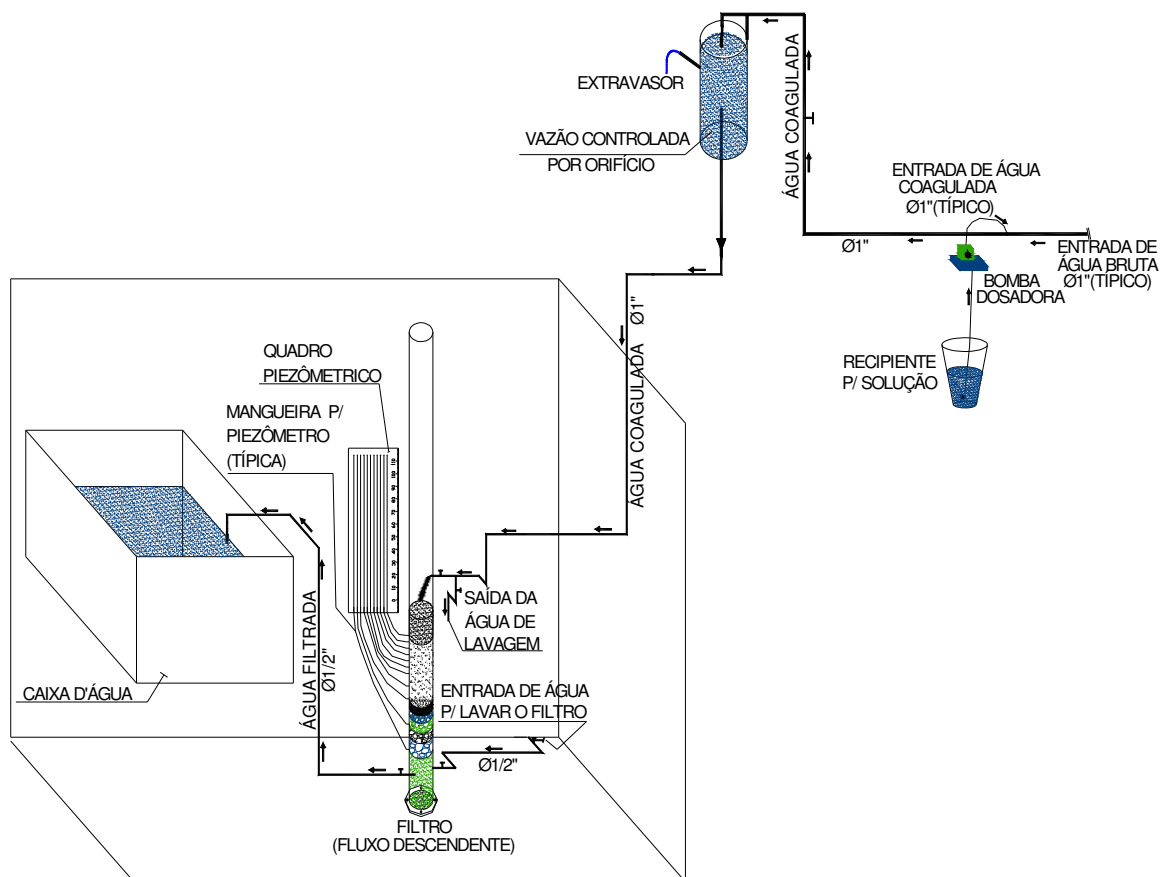 EXTRAVASOR
VAZÃO CONTROLADA
POR ORIFÍCIO
ÁGUA COAGULADA
ENTRADA DE ÁGUA
COAGULADA
Ø1"(TÍPICO)
Ø1"
ENTRADA DE
ÁGUA BRUTA
Ø1"(TÍPICO)
BOMBA
DOSADORA
RECIPIENTE
P/ SOLUÇÃO
ÁGUA COAGULADA Ø1"
QUADRO
PIEZÔMETRICO
MANGUEIRA P/
PIEZÔMETRO
(TÍPICA)
SAÍDA DA
ÁGUA DE
LAVAGEM
CAIXA D'ÁGUA
ÁGUA FILTRADA
Ø1/2"
ENTRADA DE ÁGUA
P/ LAVAR O FILTRO
Ø1/2"
FILTRO
(FLUXO DESCENDENTE)